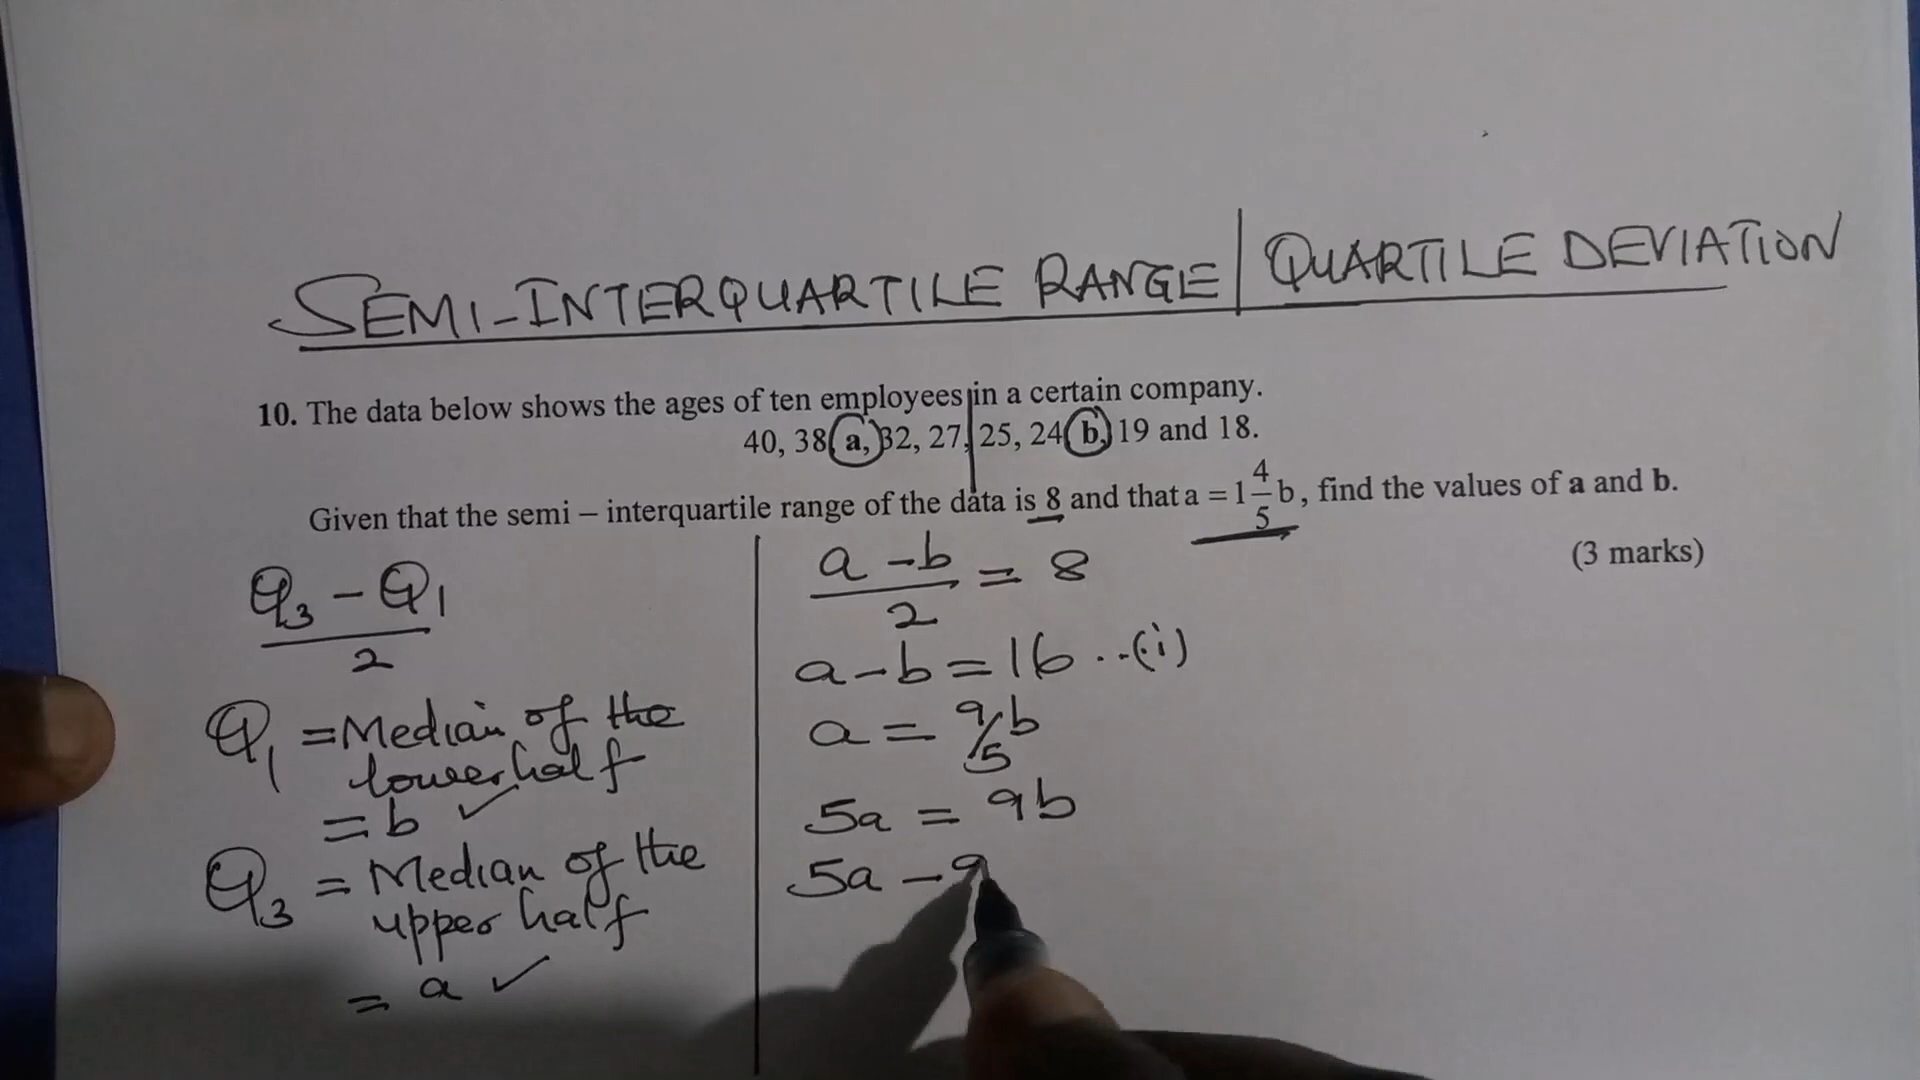 SEMI-INTERQUARTILE RANGE | QUARTILE DEVIATION
10. The data below shows the ages of ten employees in a certain company.
40, 38, a, 32, 27, 25, 24, b, 19 and 18.
Given that the semi – interquartile range of the data is 8 and that a = 1 4/5 b, find the values of a and b.
(3 marks)
Q3 - Q1
2
Q1 = Median of the
lower half
= b ✓
Q3 = Median of the
upper half
= a ✓
a - b
2
= 8
a - b = 16 ...(i)
a = 9/5 b
5a = 9b
5a - 9